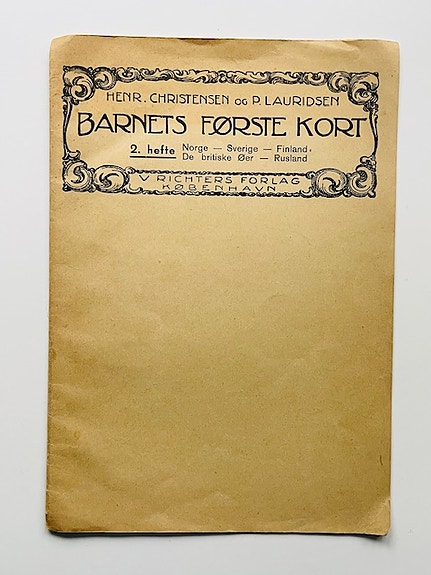 HENR. CHRISTENSEN OG P. LAURIDSEN
BARNETS FØRSTE KORT
2. hefte Norge — Sverige — Finland
De britiske Øer — Rusland
V RICHTERS FORLAG
KØBENHAVN